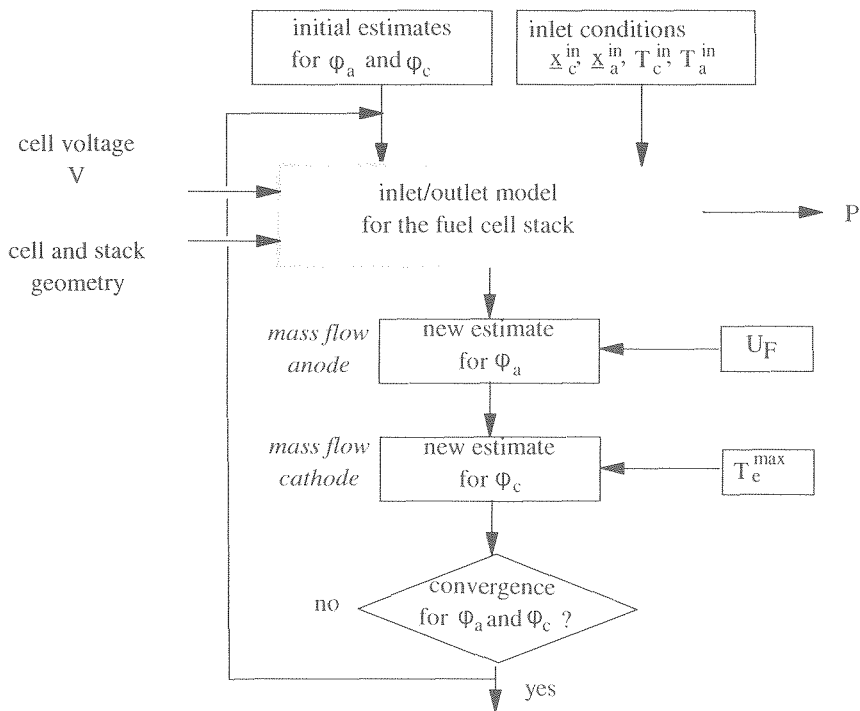 initial estimates
for φa and φc
inlet conditions
x_c^in, x_a^in, T_c^in, T_a^in
cell voltage
V
inlet/outlet model
for the fuel cell stack
P
cell and stack
geometry
mass flow
anode
new estimate
for φa
U_F
mass flow
cathode
new estimate
for φc
T_e^max
no
convergence
for φa and φc ?
yes